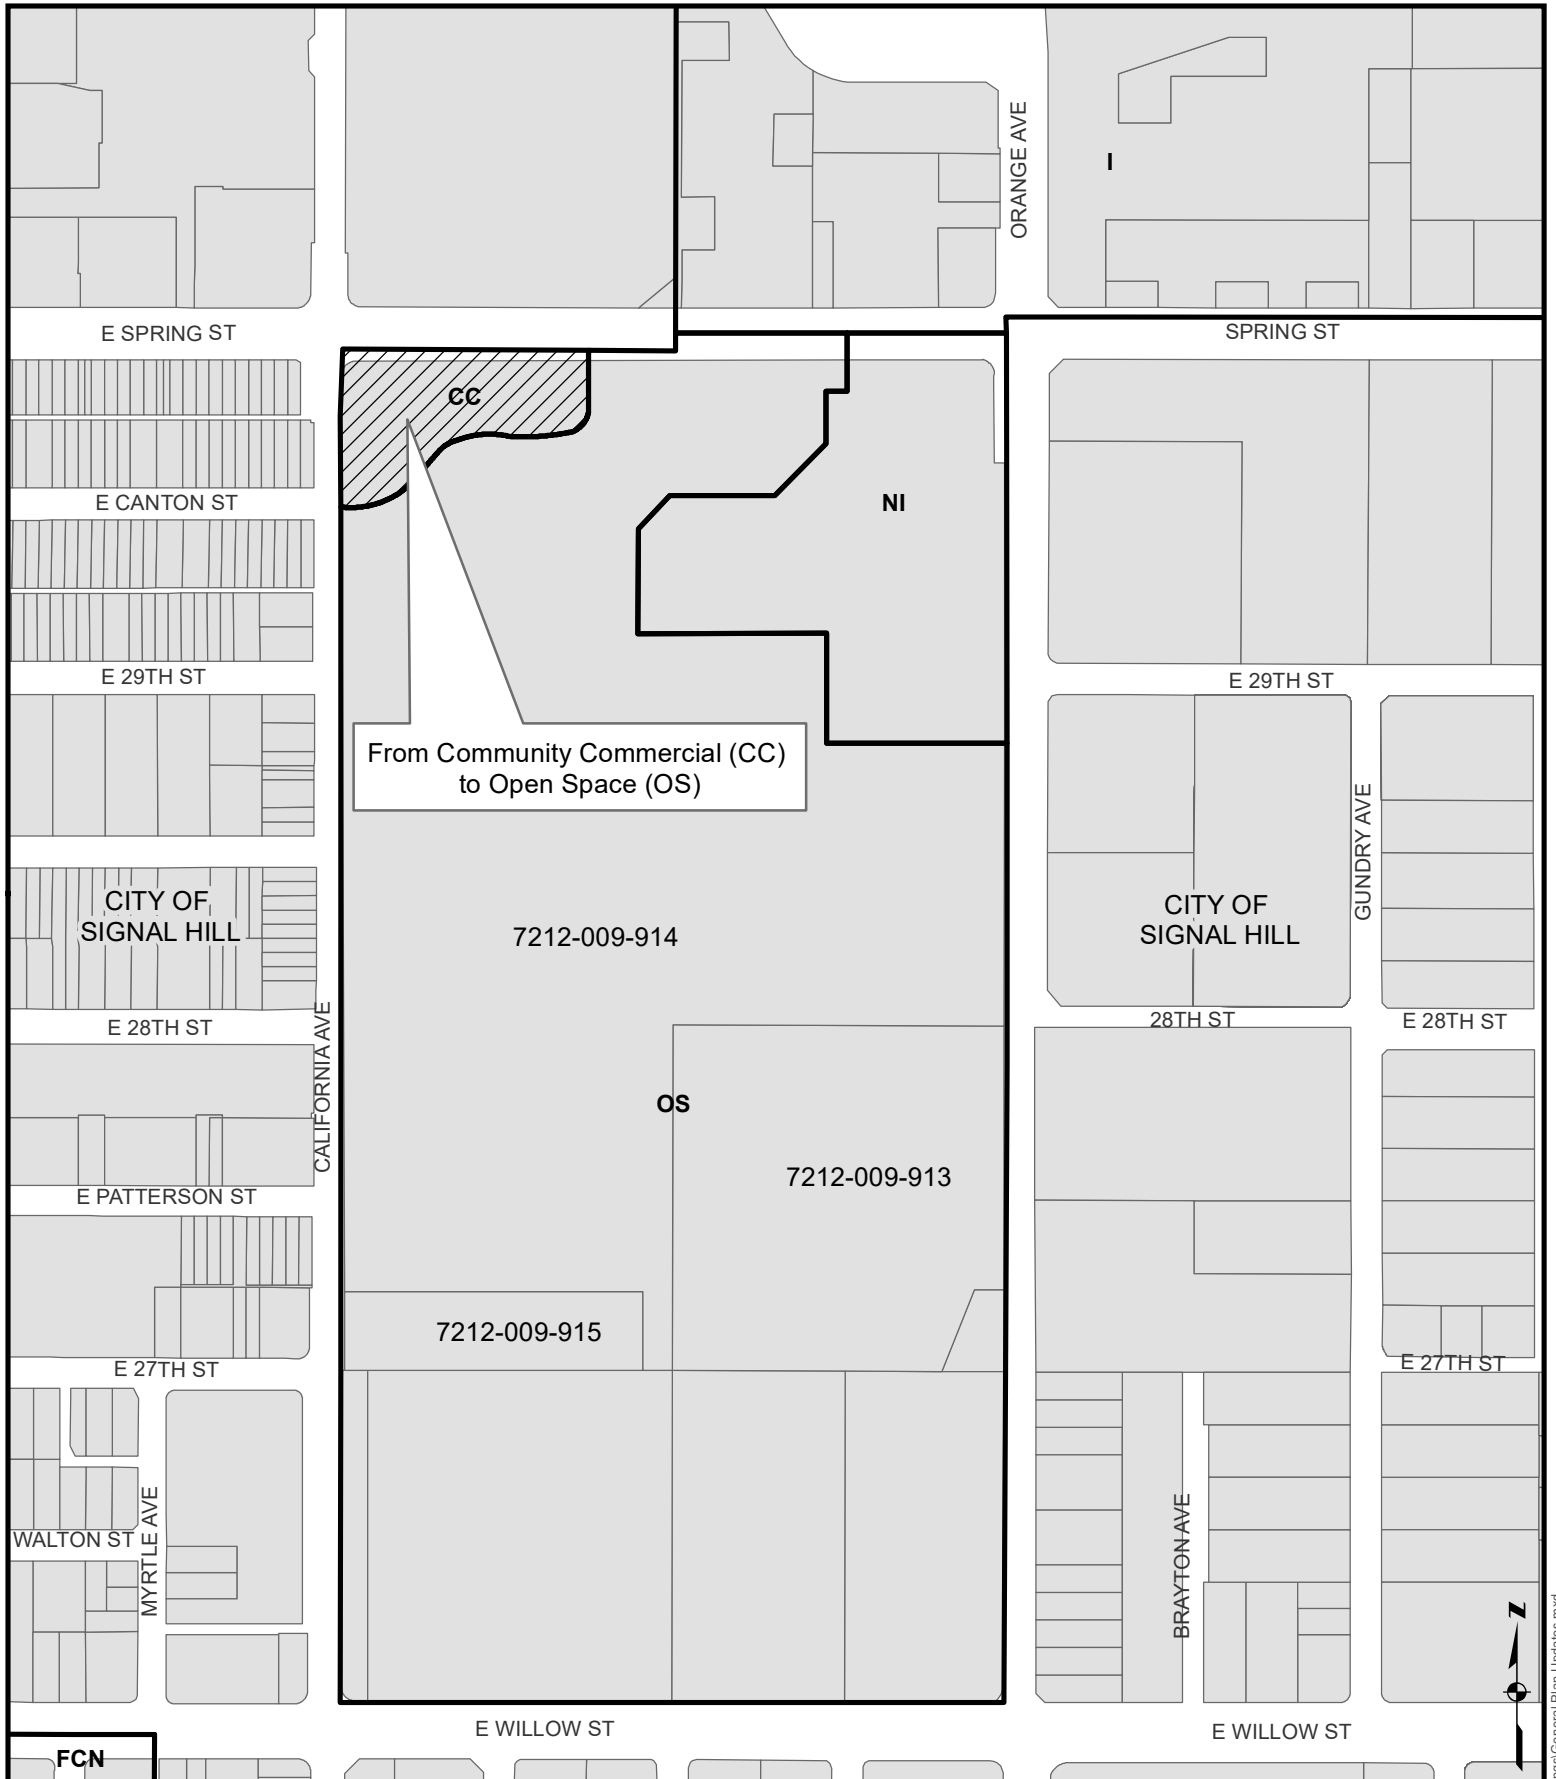 ORANGE AVE
I
E SPRING ST
SPRING ST
CC
E CANTON ST
NI
E 29TH ST
E 29TH ST
From Community Commercial (CC)
to Open Space (OS)
GUNDRY AVE
CITY OF
SIGNAL HILL
7212-009-914
CITY OF
SIGNAL HILL
E 28TH ST
28TH ST
E 28TH ST
CALIFORNIA AVE
OS
7212-009-913
E PATTERSON ST
7212-009-915
E 27TH ST
E 27TH ST
WALTON ST
MYRTLE AVE
BRAYTON AVE
N
E WILLOW ST
E WILLOW ST
FCN